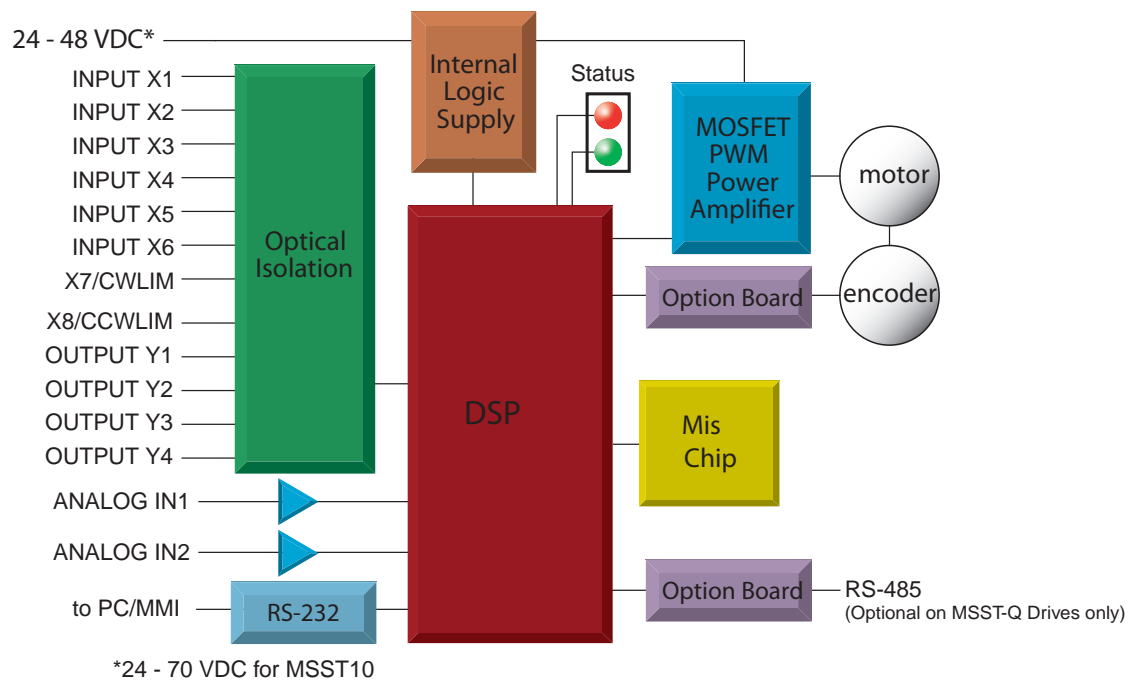 24 - 48 VDC*
INPUT X1
INPUT X2
INPUT X3
INPUT X4
INPUT X5
INPUT X6
X7/CWLIM
X8/CCWLIM
OUTPUT Y1
OUTPUT Y2
OUTPUT Y3
OUTPUT Y4
ANALOG IN1
ANALOG IN2
to PC/MMI
Optical
Isolation
RS-232
Internal
Logic
Supply
Status
DSP
MOSFET
PWM
Power
Amplifier
motor
Option Board
encoder
Mis
Chip
Option Board
RS-485
(Optional on MSST-Q Drives only)
*24 - 70 VDC for MSST10